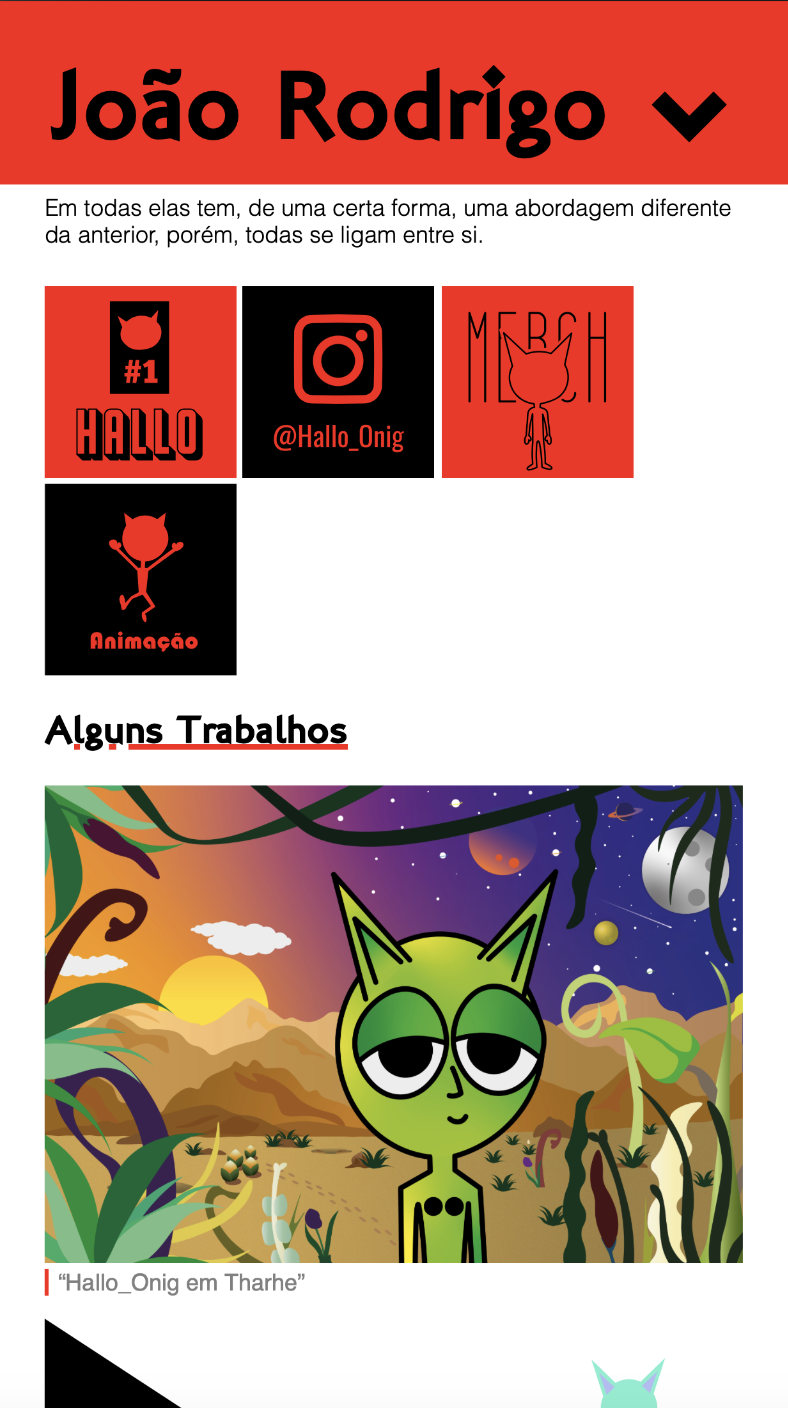 João Rodrigo
Em todas elas tem, de uma certa forma, uma abordagem diferente
da anterior, porém, todas se ligam entre si.
#1
HALLO
@Hallo_Onig
MERCH
Animação
Alguns Trabalhos
“Hallo_Onig em Tharhe”